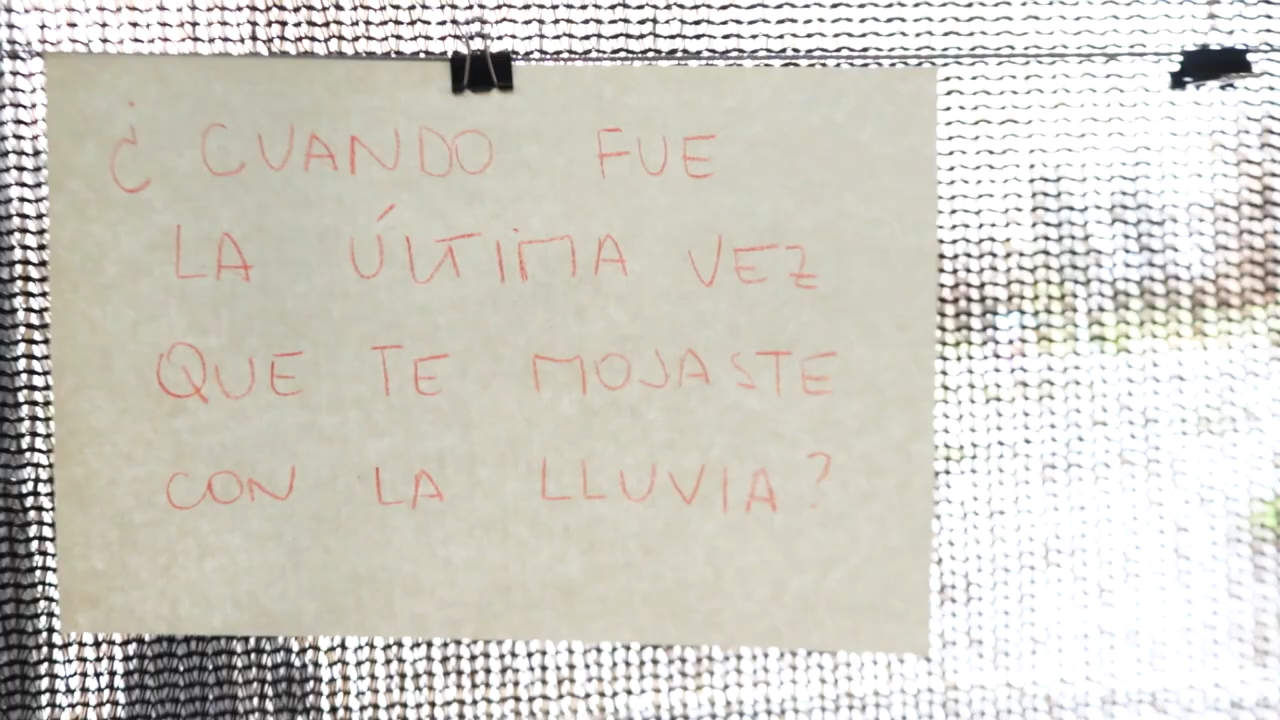 ¿CUANDO FUE
LA ÚLTIMA VEZ
QUE TE MOJASTE
CON LA LLUVIA?